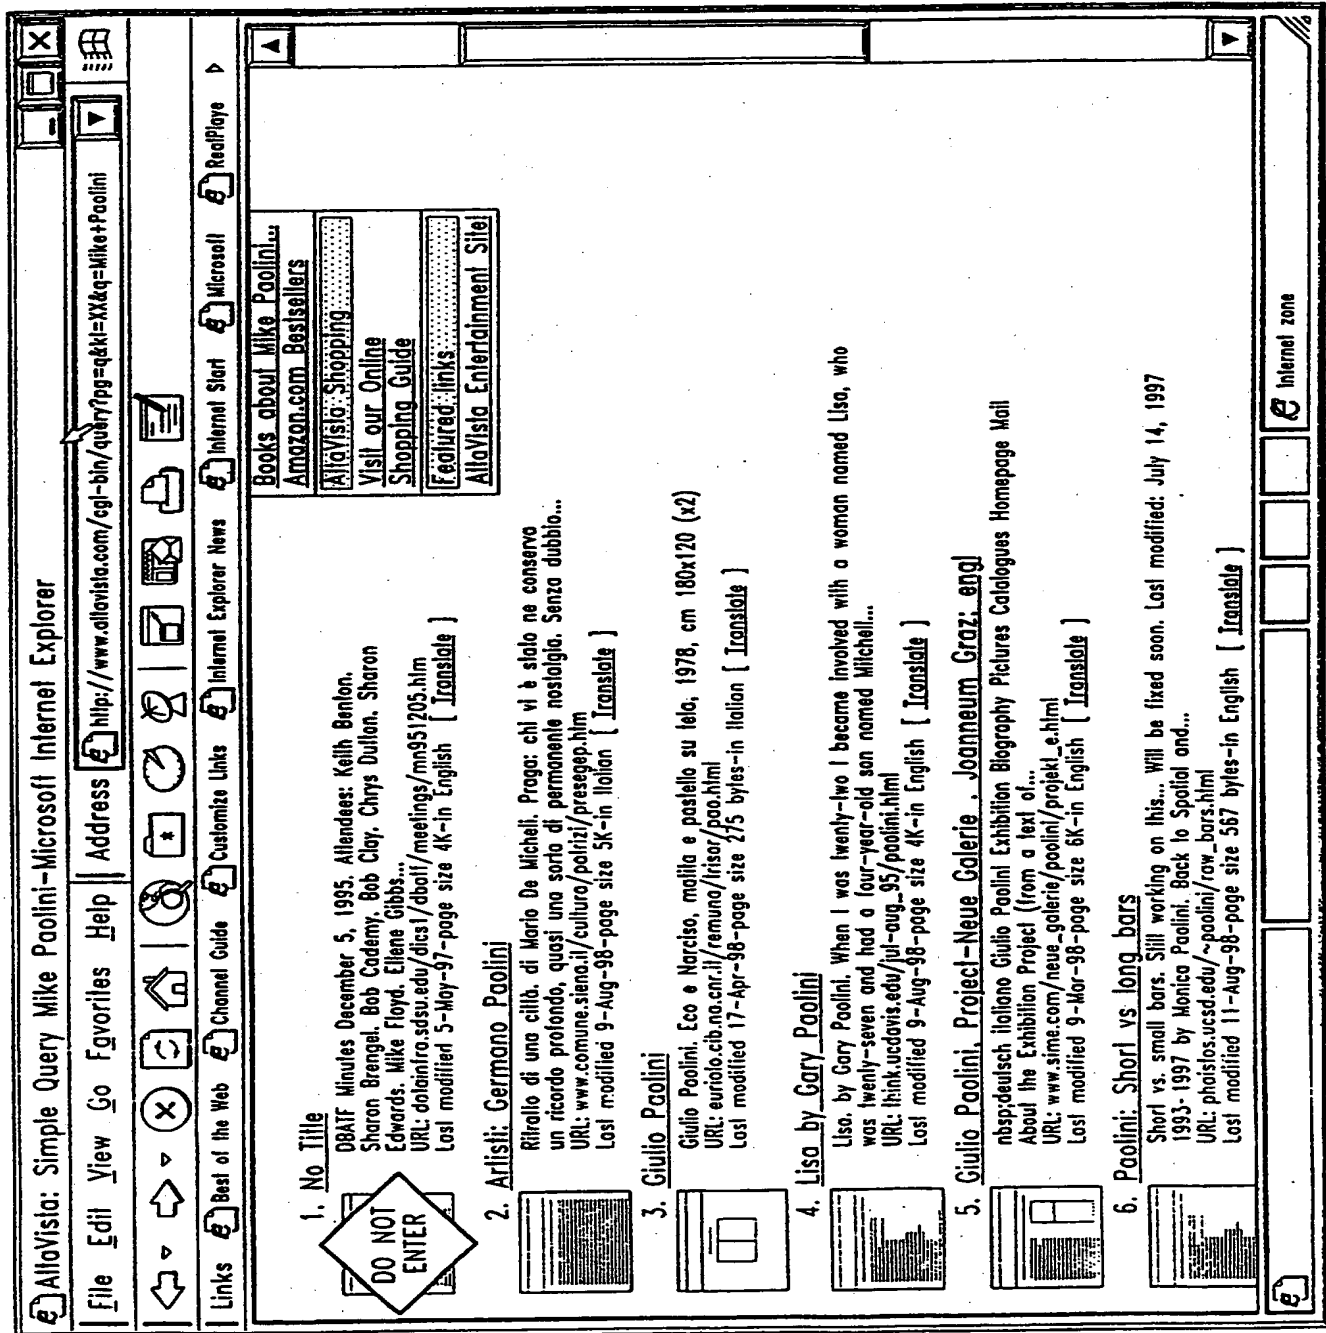 AltaVista: Simple Query Mike Paolini-Microsoft Internet Explorer
File Edit View Go Favorites Help Address http://www.altavista.com/cgi-bin/query?pg=q&kl=XX&q=Mike+Paolini
Links Best of the Web Channel Guide Customize Links Internet Explorer News Internet Start Microsoft RealPlaye
Books about Mike Paolini...
Amazon.com Bestsellers
AltaVista Shopping
Visit our Online
Shopping Guide
Featured links
AltaVista Entertainment Site!
1. No Title
DBATF Minutes December 5, 1995. Attendees: Keith Benton.
Sharon Brengel. Bob Cademy. Bob Clay. Chrys Dullan. Sharon
Edwards. Mike Floyd. Ellene Gibbs...
URL: datainfra.sdsu.edu/dics1/dbatf/meetings/mn951205.htm
Last modified 5-May-97-page size 4K-in English [ Translate ]
DO NOT
ENTER
2. Artisti: Germano Paolini
Ritratto di una città. di Mario De Micheli. Praga: chi vi è stato ne conserva
un ricordo profondo, quasi una sorta di permanente nostolgia. Senza dubbio...
URL: www.comune.siena.it/cultura/patrizi/presegep.htm
Last modified 9-Aug-98-page size 5K-in Italian [ Translate ]
3. Giulio Paolini
Giulio Paolini. Eco e Narciso, matita e pastello su tela, 1978, cm 180x120 (x2)
URL: euriolo.cib.na.cnr.it/remuna/trisor/pao.html
Last modified 17-Apr-98-page size 275 bytes-in Italian [ Translate ]
4. Lisa by Gary Paolini
Lisa. by Gary Paolini. When I was twenty-two I became involved with a woman named Lisa, who
was twenty-seven and had a four-year-old son named Mitchell...
URL: think.ucdavis.edu/jul-aug_95/paolini.html
Last modified 9-Aug-98-page size 4K-in English [ Translate ]
5. Giulio Paolini, Project-Neue Galerie , Joanneum Graz; engl
nbsp;deutsch italiano Giulio Paolini Exhibition Biography Pictures Catalogues Homepage Mail
About the Exhibition Project (from a text of...
URL: www.sime.com/neue_galerie/paolini/projekt_e.html
Last modified 9-Mar-98-page size 6K-in English [ Translate ]
6. Paolini: Short vs long bars
Short vs. small bars. Still working on this... Will be fixed soon. Last modified: July 14, 1997
1993- 1997 by Monica Paolini. Back to Spatial and...
URL: phaistos.ucsd.edu/~paolini/raw_bars.html
Last modified 11-Aug-98-page size 567 bytes-in English [ Translate ]
Internet zone